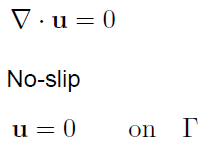 ∇ · u = 0
No-slip
u = 0 on Γ